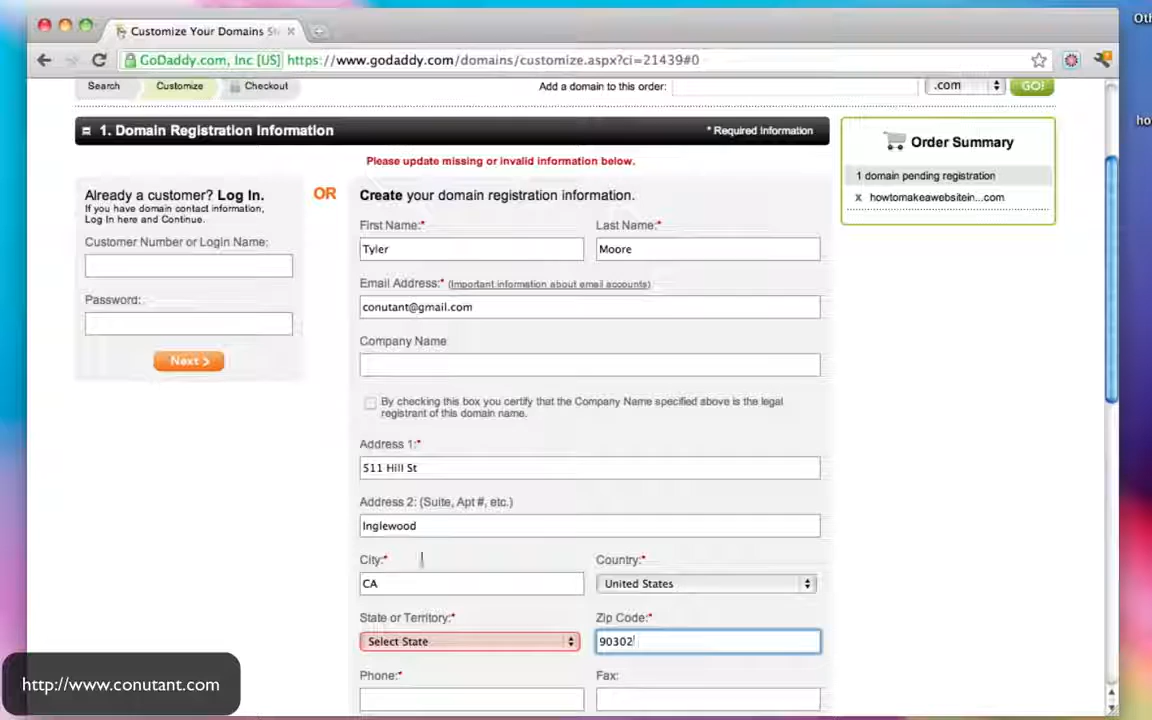 Customize Your Domains
GoDaddy.com, Inc [US] https://www.godaddy.com/domains/customize.aspx?ci=21439#0
Search Customize Checkout
Add a domain to this order: .com GO!
1. Domain Registration Information * Required Information
Please update missing or invalid information below.
Order Summary
1 domain pending registration
x howtomakeawebsitein...com
Already a customer? Log In.
If you have domain contact information,
Log In here and Continue.
Customer Number or Login Name:
Password:
Next >
OR
Create your domain registration information.
First Name:* Last Name:*
Tyler Moore
Email Address:* (Important information about email accounts)
conutant@gmail.com
Company Name
By checking this box you certify that the Company Name specified above is the legal
registrant of this domain name.
Address 1:*
511 Hill St
Address 2: (Suite, Apt #, etc.)
Inglewood
City:* Country:*
CA United States
State or Territory:* Zip Code:*
Select State 90302
Phone:* Fax:
http://www.conutant.com